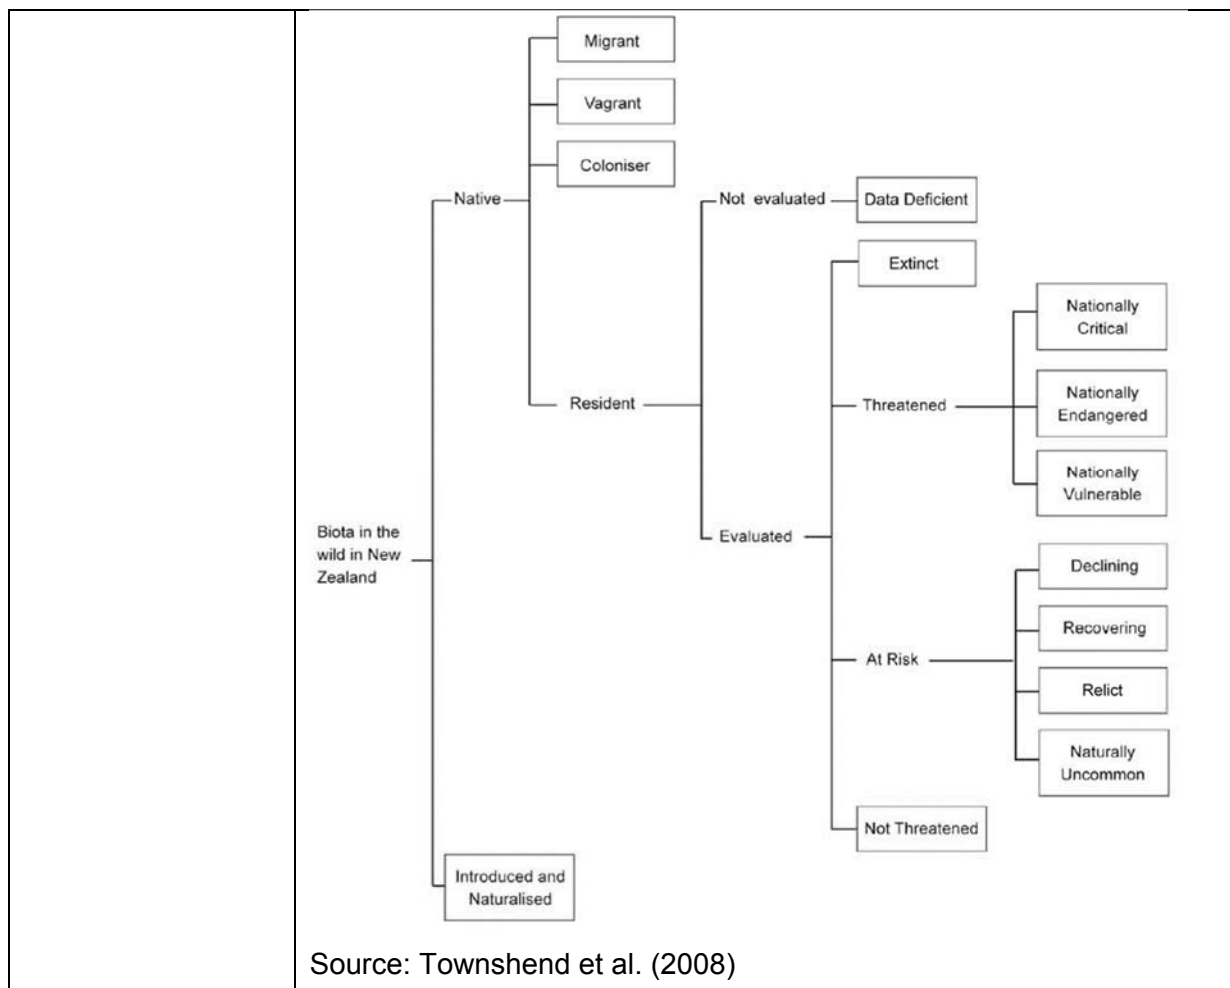 Migrant
Vagrant
Coloniser
Native
Not evaluated
Data Deficient
Extinct
Nationally
Critical
Resident
Threatened
Nationally
Endangered
Nationally
Vulnerable
Biota in the
wild in New
Zealand
Evaluated
Declining
Recovering
At Risk
Relict
Naturally
Uncommon
Not Threatened
Introduced and
Naturalised
Source: Townshend et al. (2008)